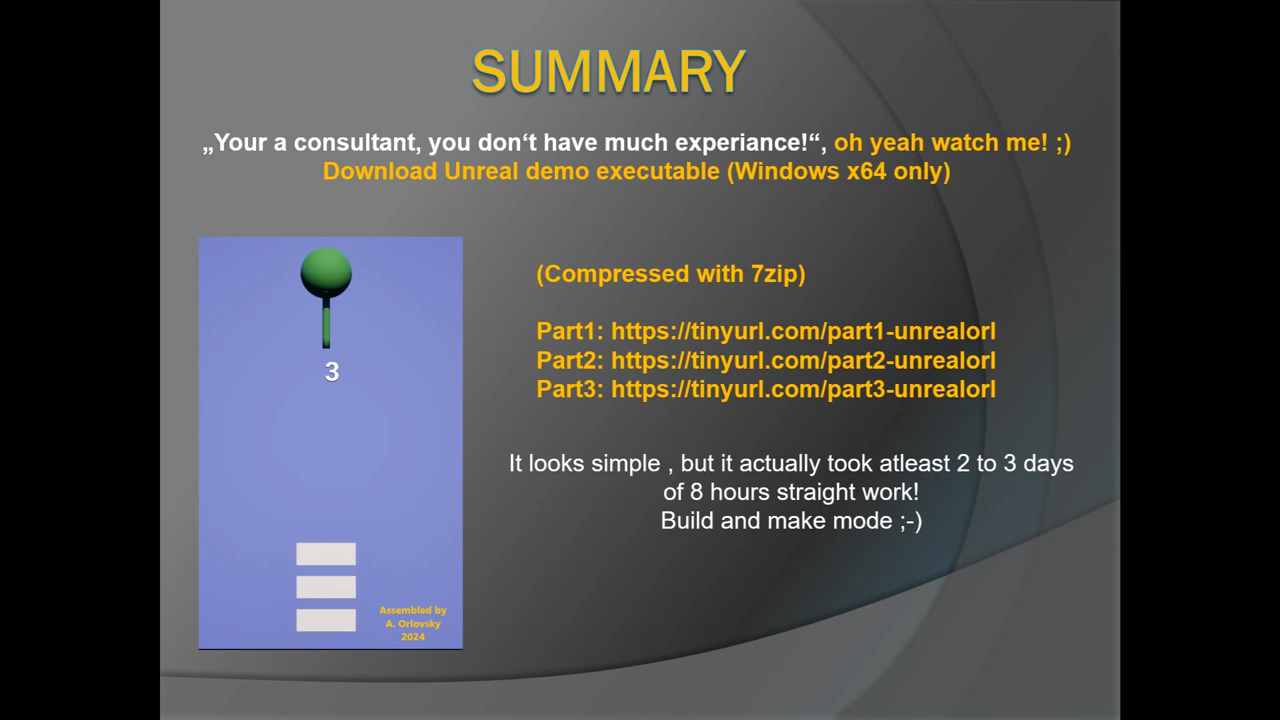 SUMMARY
„Your a consultant, you don‘t have much experiance!“, oh yeah watch me! ;)
Download Unreal demo executable (Windows x64 only)
(Compressed with 7zip)
Part1: https://tinyurl.com/part1-unrealorl
Part2: https://tinyurl.com/part2-unrealorl
Part3: https://tinyurl.com/part3-unrealorl
3
It looks simple , but it actually took atleast 2 to 3 days
of 8 hours straight work!
Build and make mode ;-)
Assembled by
A. Orlovsky
2024